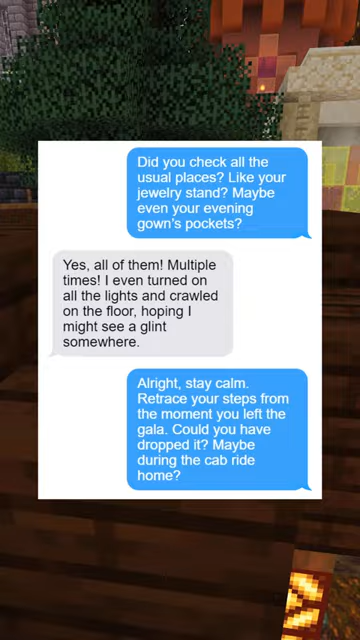 Did you check all the
usual places? Like your
jewelry stand? Maybe
even your evening
gown's pockets?
Yes, all of them! Multiple
times! I even turned on
all the lights and crawled
on the floor, hoping I
might see a glint
somewhere.
Alright, stay calm.
Retrace your steps from
the moment you left the
gala. Could you have
dropped it? Maybe
during the cab ride
home?